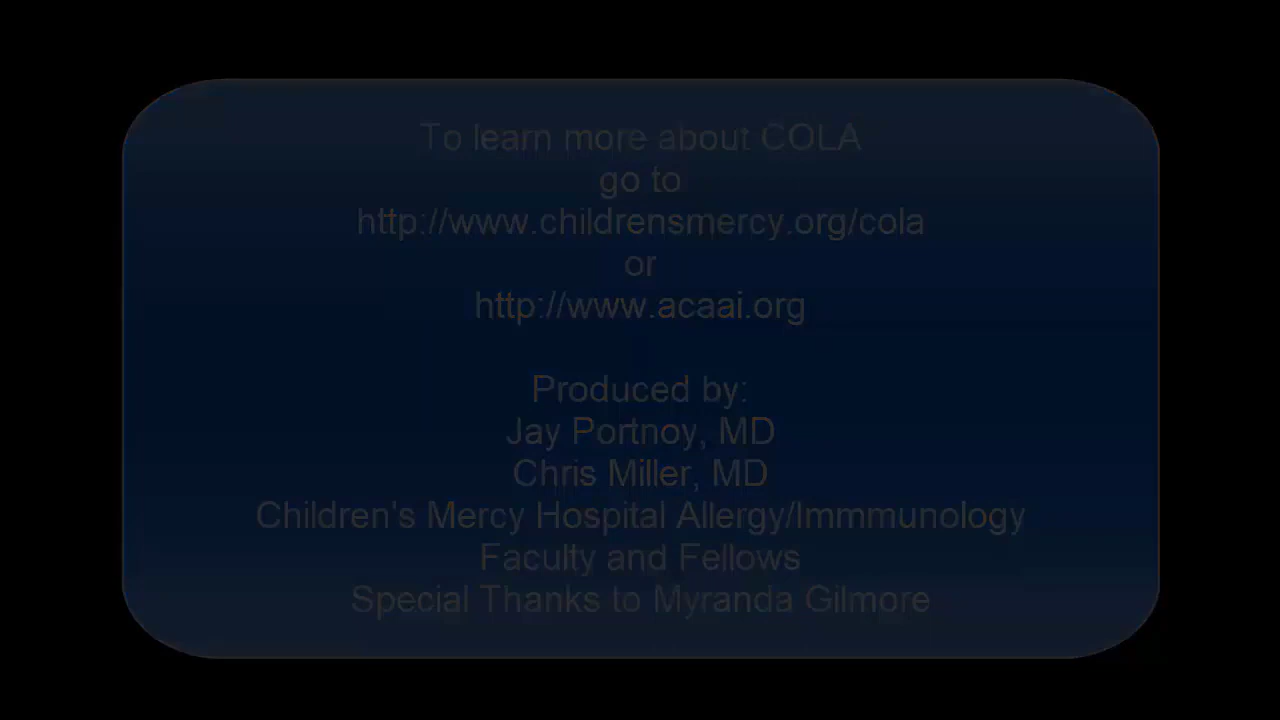 To learn more about COLA
go to
http://www.childrensmercy.org/cola
or
http://www.acaai.org
Produced by:
Jay Portnoy, MD
Chris Miller, MD
Children's Mercy Hospital Allergy/Immmunology
Faculty and Fellows
Special Thanks to Myranda Gilmore